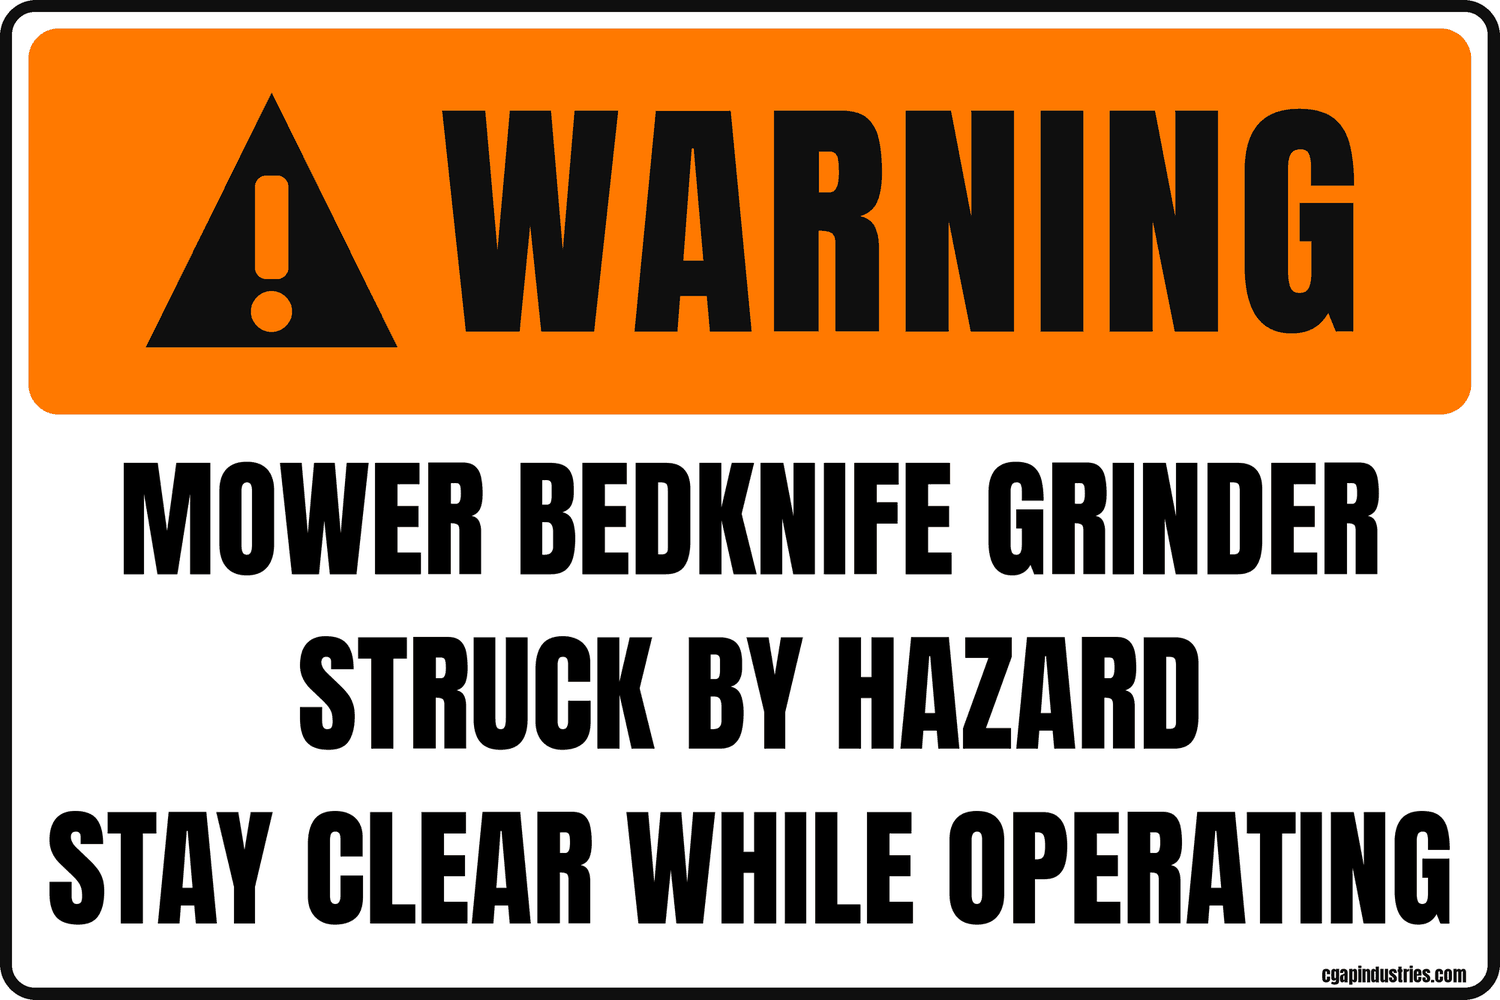 WARNING
MOWER BEDKNIFE GRINDER
STRUCK BY HAZARD
STAY CLEAR WHILE OPERATING
cgapindustries.com